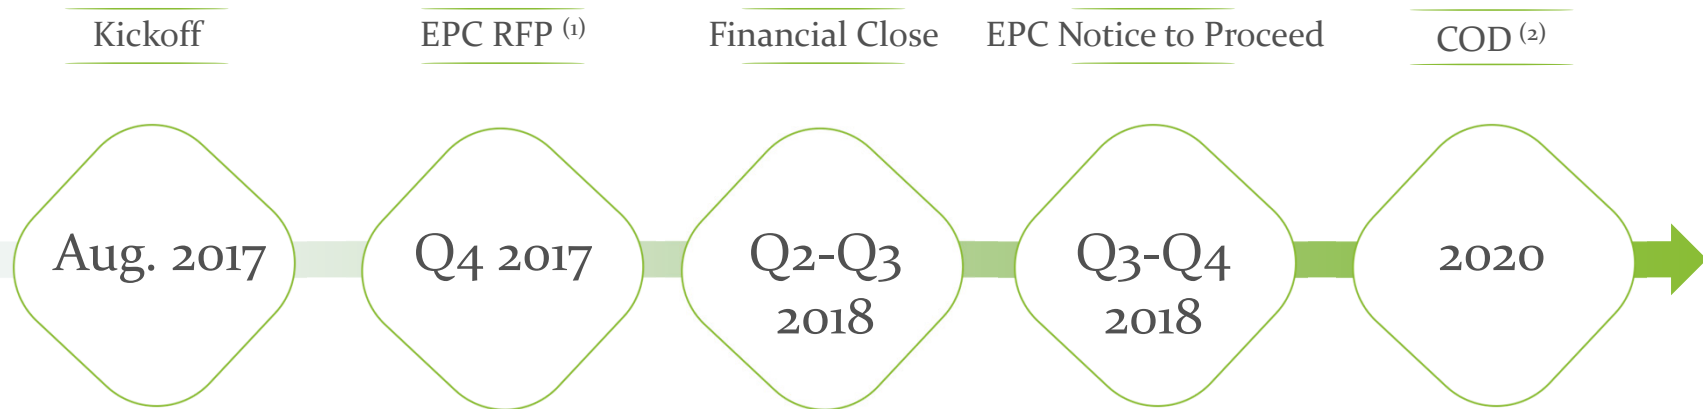 Kickoff
EPC RFP (1)
Financial Close
EPC Notice to Proceed
COD (2)
Aug. 2017
Q4 2017
Q2-Q3
2018
Q3-Q4
2018
2020